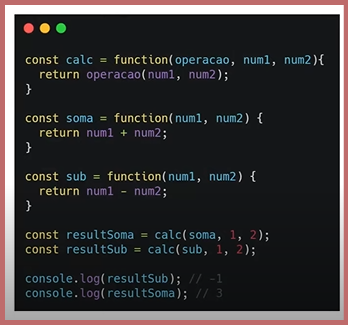 const calc = function(operacao, num1, num2){
  return operacao(num1, num2);
}
const soma = function(num1, num2) {
  return num1 + num2;
}
const sub = function(num1, num2) {
  return num1 - num2;
}
const resultSoma = calc(soma, 1, 2);
const resultSub = calc(sub, 1, 2);
console.log(resultSub); // -1
console.log(resultSoma); // 3